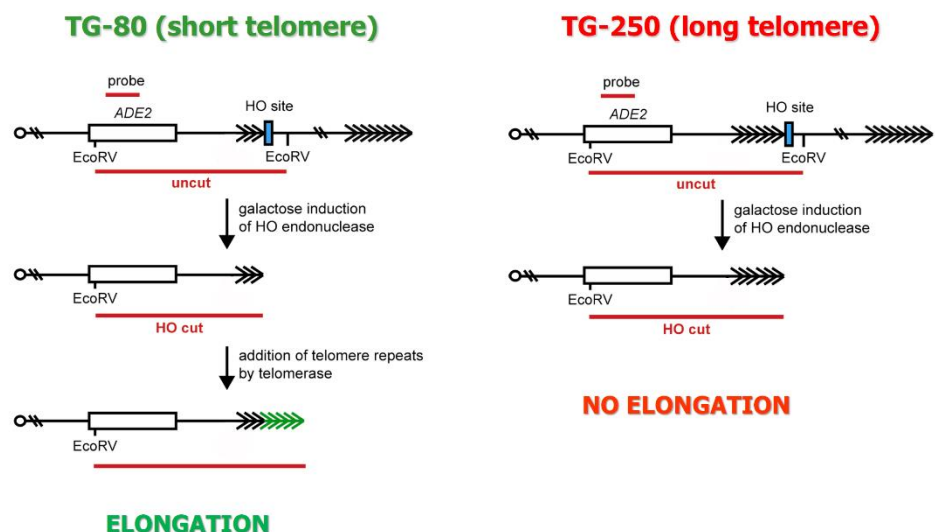 TG-80 (short telomere)
probe
ADE2
HO site
EcoRV
EcoRV
uncut
galactose induction
of HO endonuclease
EcoRV
HO cut
addition of telomere repeats
by telomerase
EcoRV
ELONGATION
TG-250 (long telomere)
probe
ADE2
HO site
EcoRV
EcoRV
uncut
galactose induction
of HO endonuclease
EcoRV
HO cut
NO ELONGATION